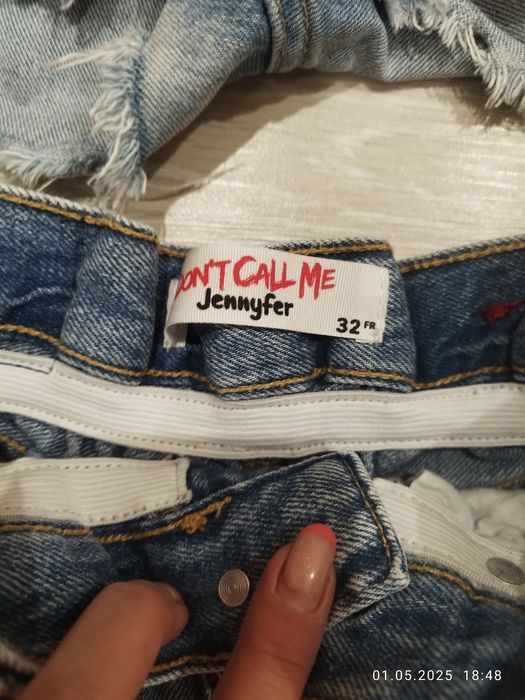 DON'T CALL ME
Jennyfer
32 FR
01.05.2025 18:48